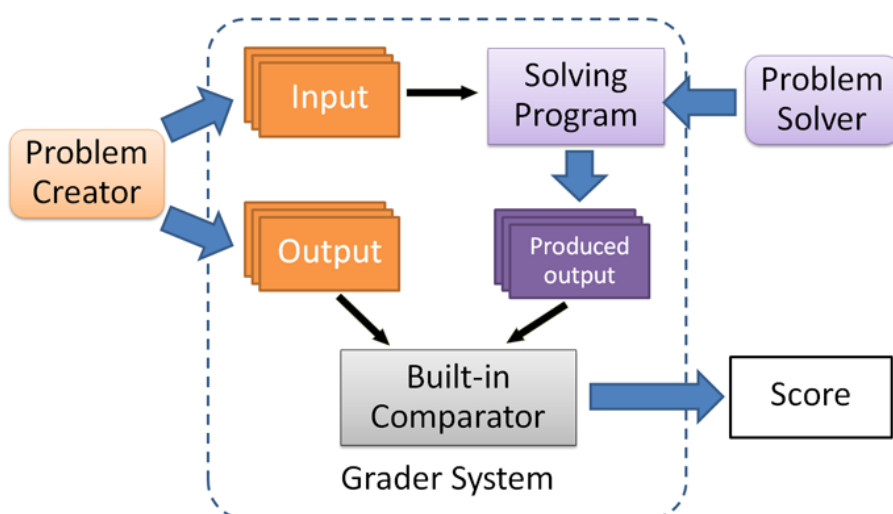 Input
Solving
Program
Problem
Solver
Problem
Creator
Output
Produced
output
Built-in
Comparator
Score
Grader System